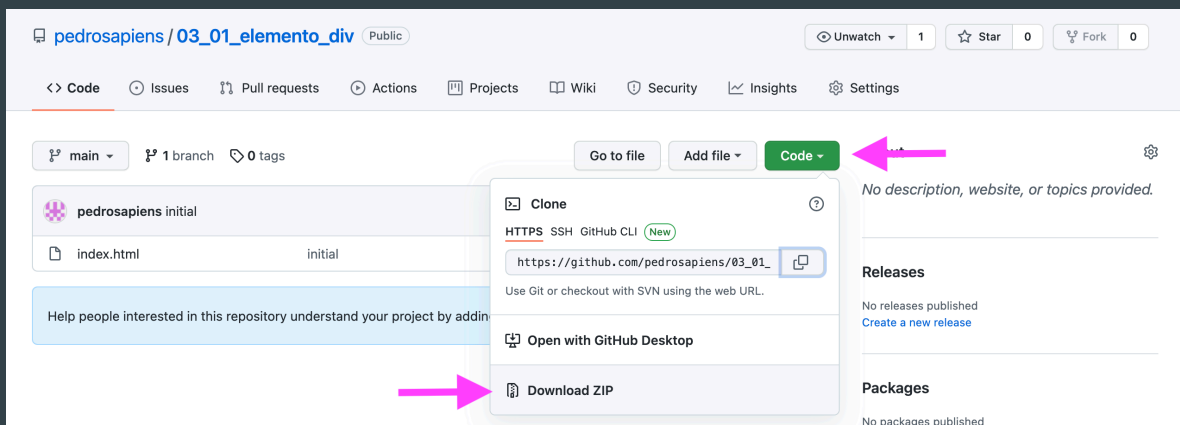 pedrosapiens / 03_01_elemento_div Public
Unwatch 1 Star 0 Fork 0
Code Issues Pull requests Actions Projects Wiki Security Insights Settings
main 1 branch 0 tags Go to file Add file Code
No description, website, or topics provided.
pedrosapiens initial
index.html initial
Help people interested in this repository understand your project by
Clone
HTTPS SSH GitHub CLI New
https://github.com/pedrosapiens/03_01_
Use Git or checkout with SVN using the web URL.
Open with GitHub Desktop
Download ZIP
Releases
No releases published
Create a new release
Packages
No packages published